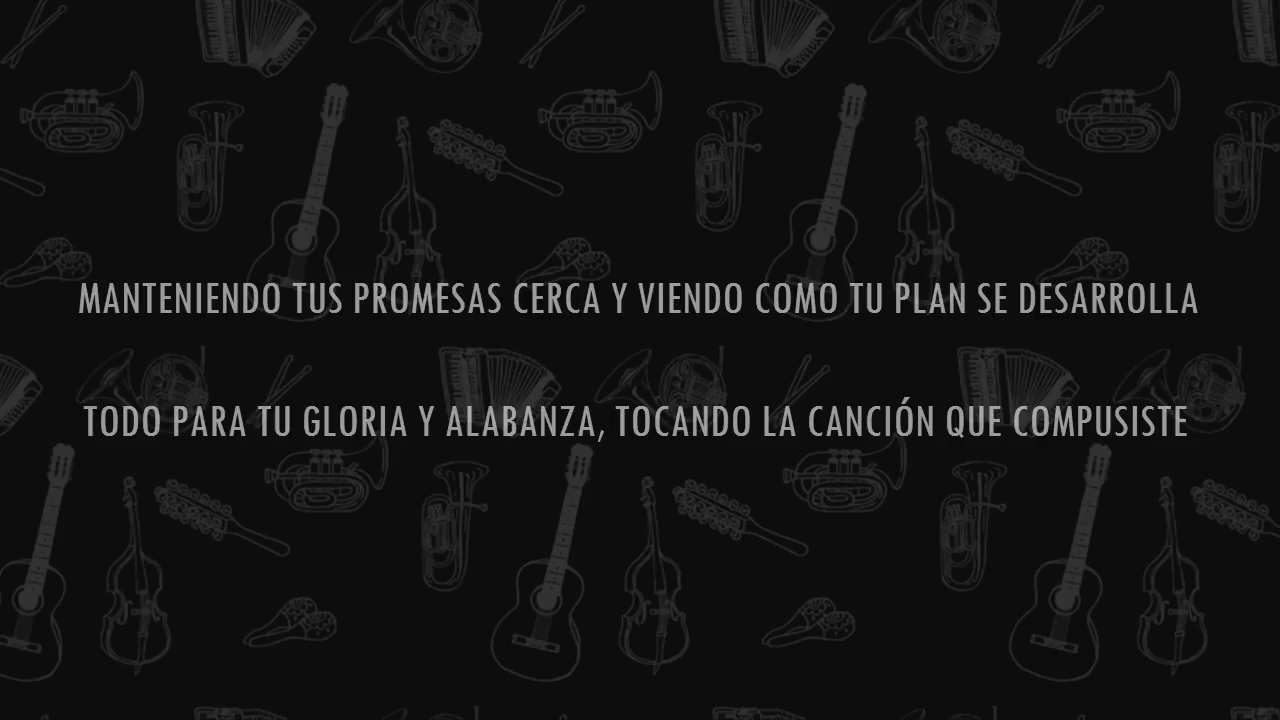 MANTENIENDO TUS PROMESAS CERCA Y VIENDO COMO TU PLAN SE DESARROLLA
TODO PARA TU GLORIA Y ALABANZA, TOCANDO LA CANCIÓN QUE COMPUSISTE